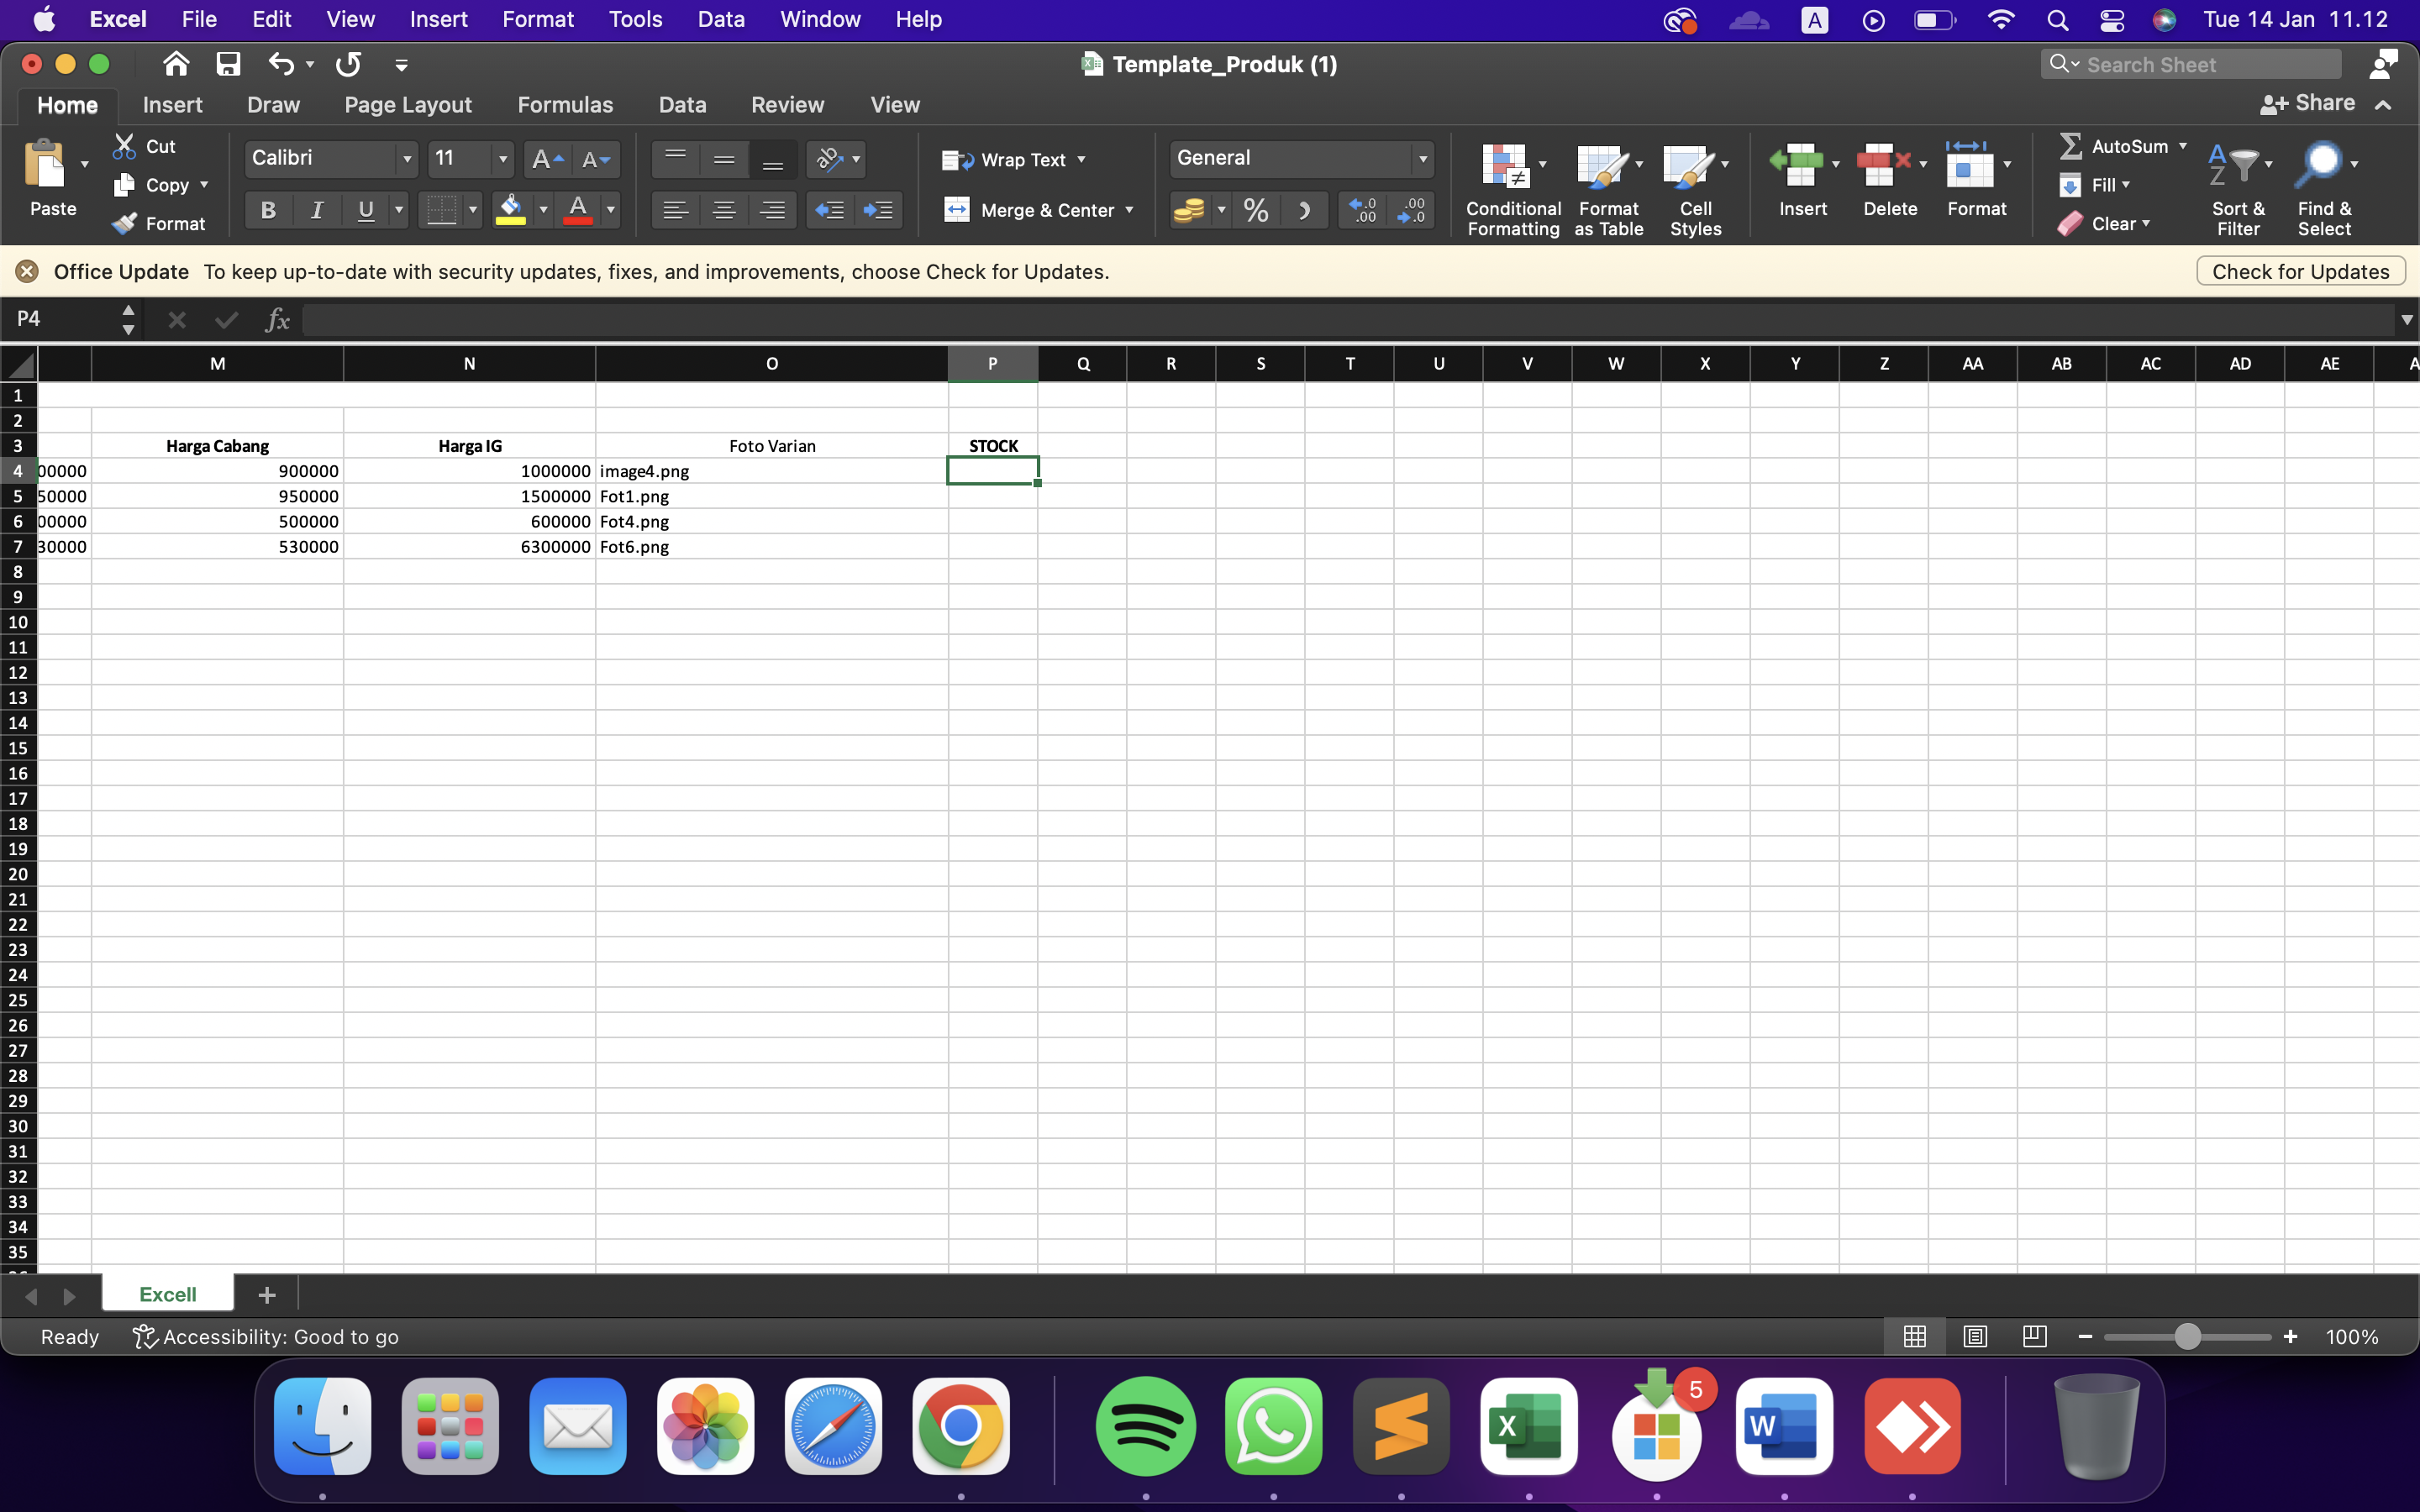 Excel File Edit View Insert Format Tools Data Window Help A Tue 14 Jan 11.12
Template_Produk (1) Search Sheet
Home Insert Draw Page Layout Formulas Data Review View Share
Paste Cut Copy Format
Calibri 11 A A
B I U A
ab Wrap Text
Merge & Center
General
% .0 .00 .00 .0
Conditional Formatting Format as Table Cell Styles
Insert Delete Format
AutoSum Fill Clear
A Z Sort & Filter Find & Select
Office Update To keep up-to-date with security updates, fixes, and improvements, choose Check for Updates. Check for Updates
P4 fx
M N O P Q R S T U V W X Y Z AA AB AC AD AE A
1
2
3 Harga Cabang Harga IG Foto Varian STOCK
4 00000 900000 1000000 image4.png
5 50000 950000 1500000 Fot1.png
6 00000 500000 600000 Fot4.png
7 30000 530000 6300000 Fot6.png
8
9
10
11
12
13
14
15
16
17
18
19
20
21
22
23
24
25
26
27
28
29
30
31
32
33
34
35
Excell +
Ready Accessibility: Good to go 100%
X 5 W